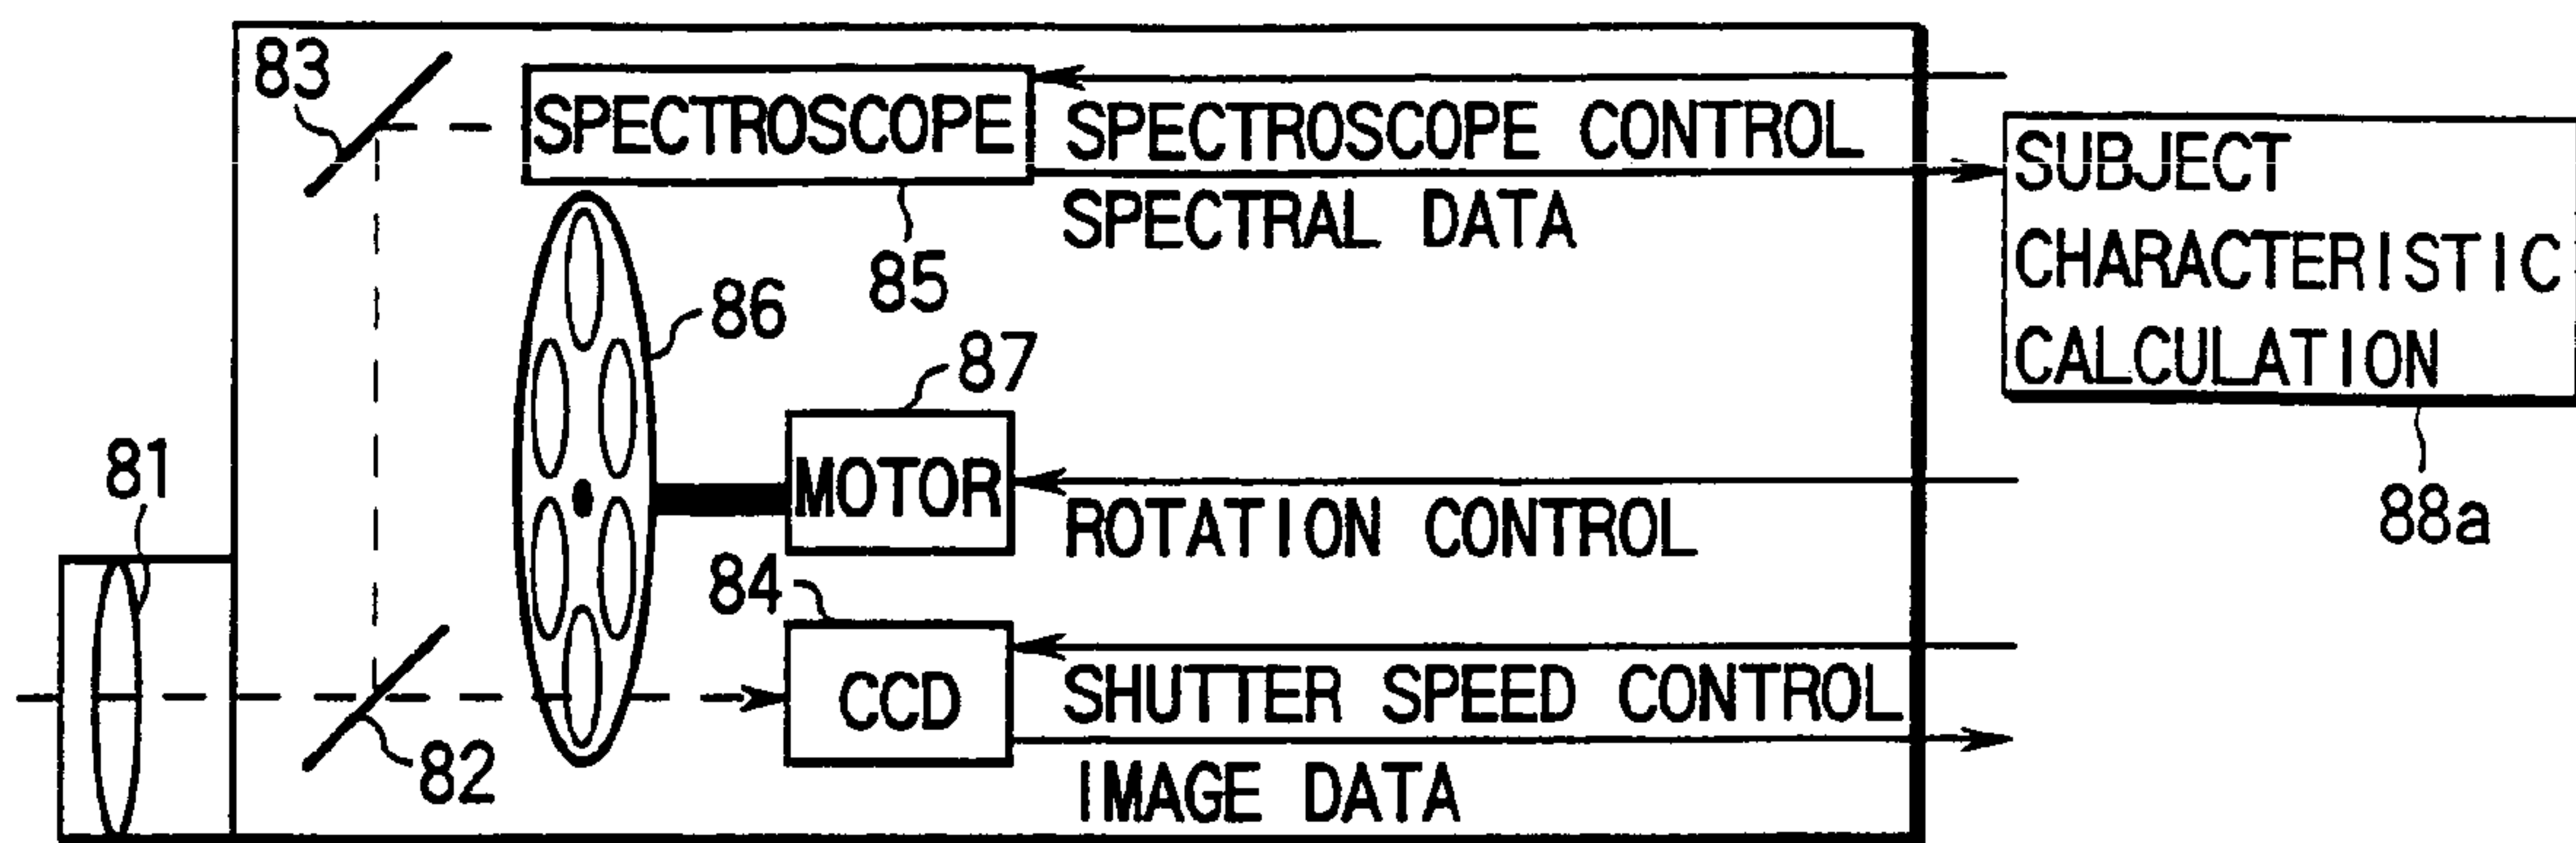 83
SPECTROSCOPE
SPECTROSCOPE CONTROL
SPECTRAL DATA
85
SUBJECT
CHARACTERISTIC
CALCULATION
88a
86
87
MOTOR
ROTATION CONTROL
81
84
CCD
SHUTTER SPEED CONTROL
IMAGE DATA
82